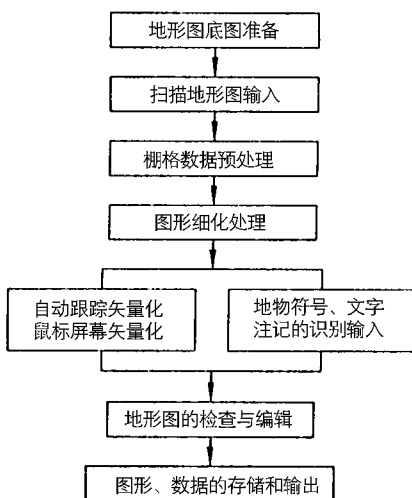 地形图底图准备
扫描地形图输入
栅格数据预处理
图形细化处理
自动跟踪矢量化
鼠标屏幕矢量化
地物符号、文字
注记的识别输入
地形图的检查与编辑
图形、数据的存储和输出